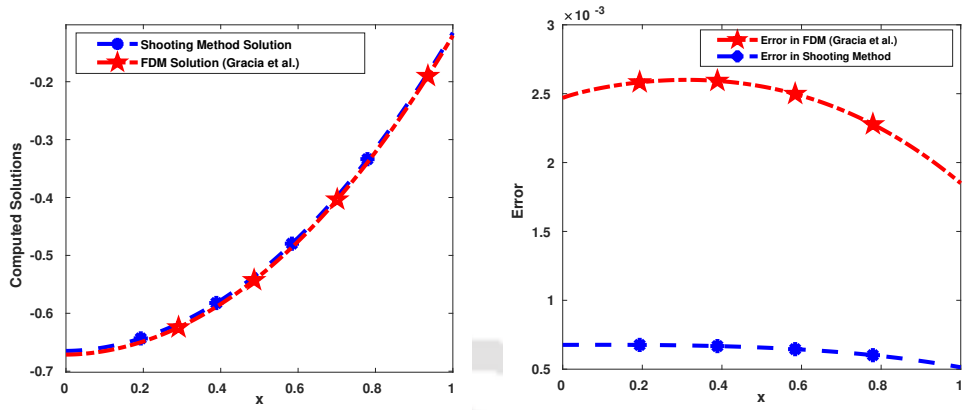 Shooting Method Solution
FDM Solution (Gracia et al.)
-0.2
-0.3
-0.4
-0.5
-0.6
-0.7
0 0.2 0.4 0.6 0.8 1
x
Computed Solutions
×10 -3
3
2.5
2
1.5
1
0.5
Error in FDM (Gracia et al.)
Error in Shooting Method
0 0.2 0.4 0.6 0.8 1
x
Error